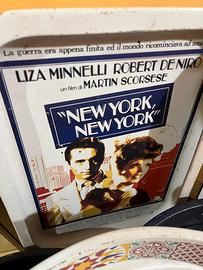 La guerra era appena finita ed il mondo ricominciava ad
LIZA MINNELLI ROBERT DE NIRO
un film di MARTIN SCORSESE
"NEW YORK,
NEW YORK"